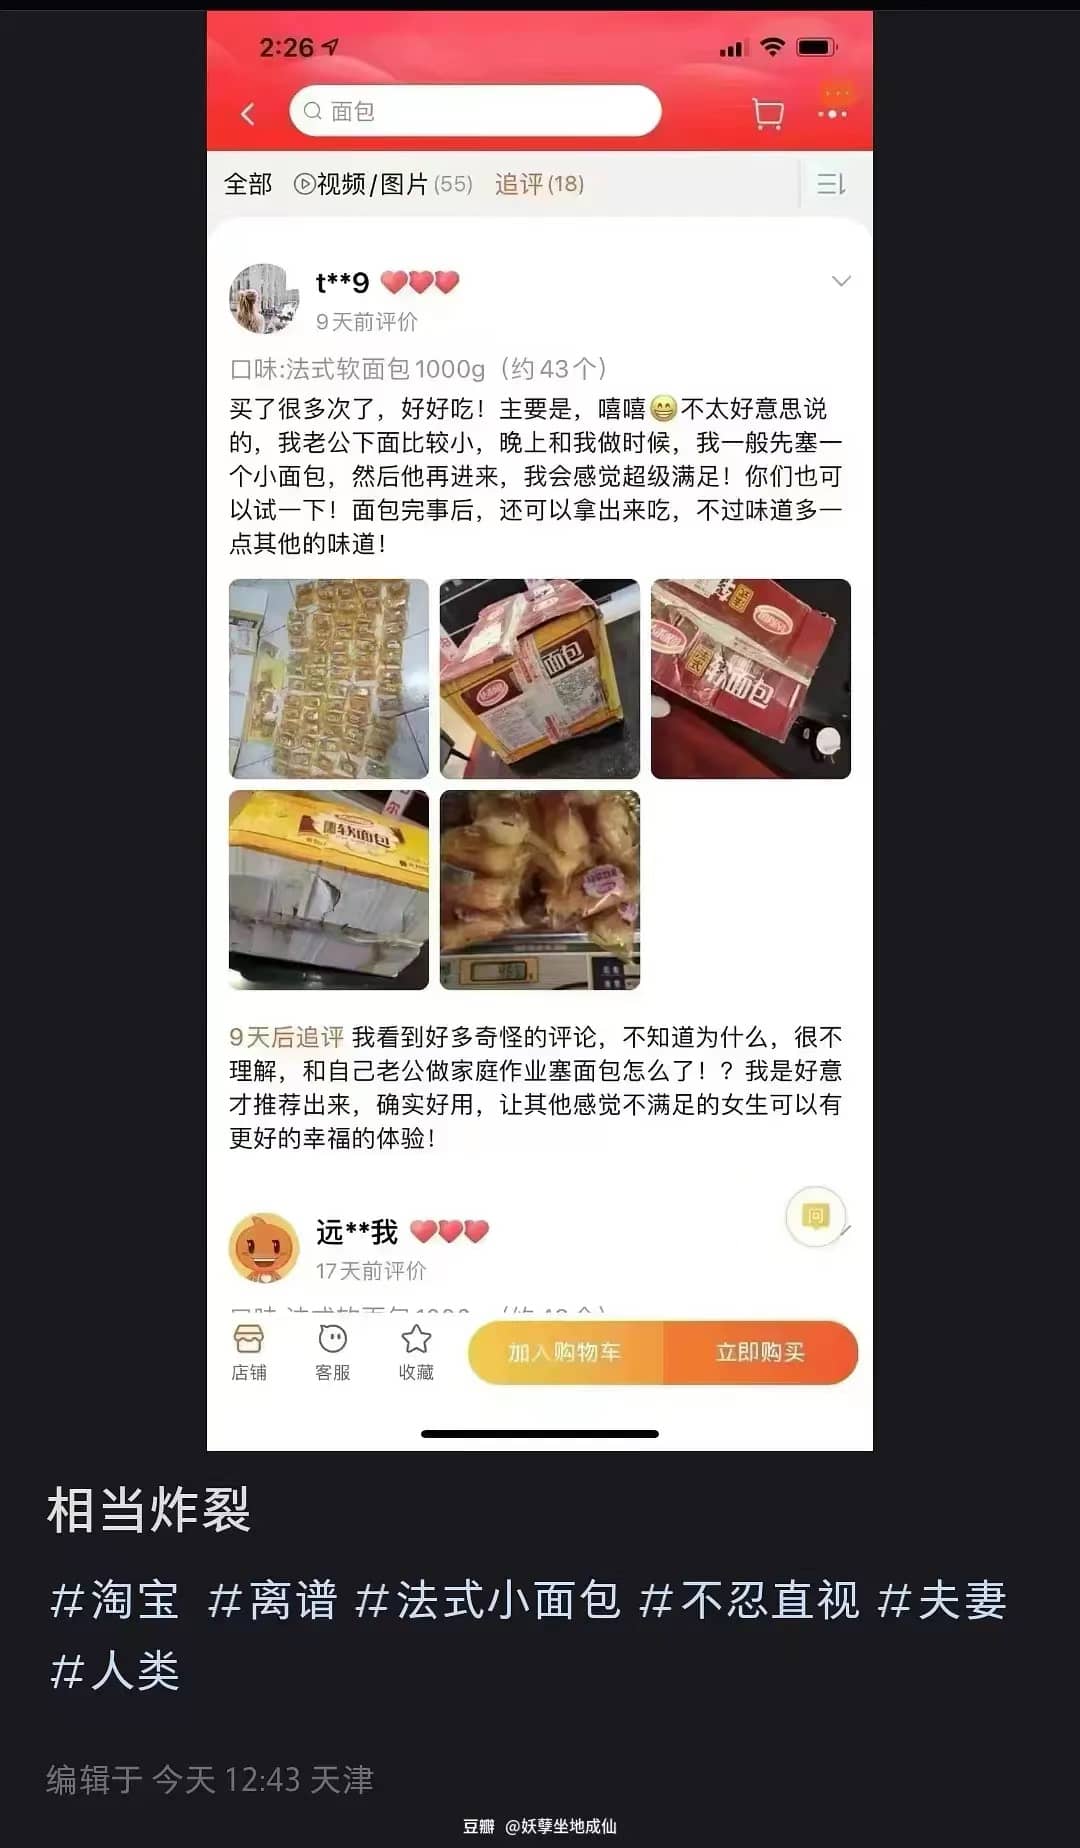 2:26
面包
全部 视频/图片(55) 追评(18)
t**9
9天前评价
口味:法式软面包1000g（约43个）
买了很多次了，好好吃！主要是，嘻嘻😁不太好意思说
的，我老公下面比较小，晚上和我做时候，我一般先塞一
个小面包，然后他再进来，我会感觉超级满足！你们也可
以试一下！面包完事后，还可以拿出来吃，不过味道多一
点其他的味道！
面包
法式
软面包
软面包
9天后追评 我看到好多奇怪的评论，不知道为什么，很不
理解，和自己老公做家庭作业塞面包怎么了！？我是好意
才推荐出来，确实好用，让其他感觉不满足的女生可以有
更好的幸福的体验！
问
远**我
17天前评价
店铺 客服 收藏 加入购物车 立即购买
相当炸裂
#淘宝 #离谱 #法式小面包 #不忍直视 #夫妻
#人类
编辑于 今天 12:43 天津
豆瓣 @妖孽坐地成仙